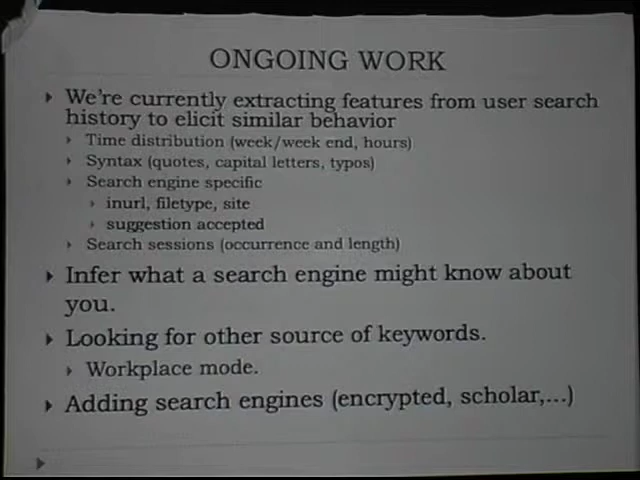 ONGOING WORK
We're currently extracting features from user search
history to elicit similar behavior
Time distribution (week/week end, hours)
Syntax (quotes, capital letters, typos)
Search engine specific
inurl, filetype, site
suggestion accepted
Search sessions (occurrence and length)
Infer what a search engine might know about
you.
Looking for other source of keywords.
Workplace mode.
Adding search engines (encrypted, scholar,...)